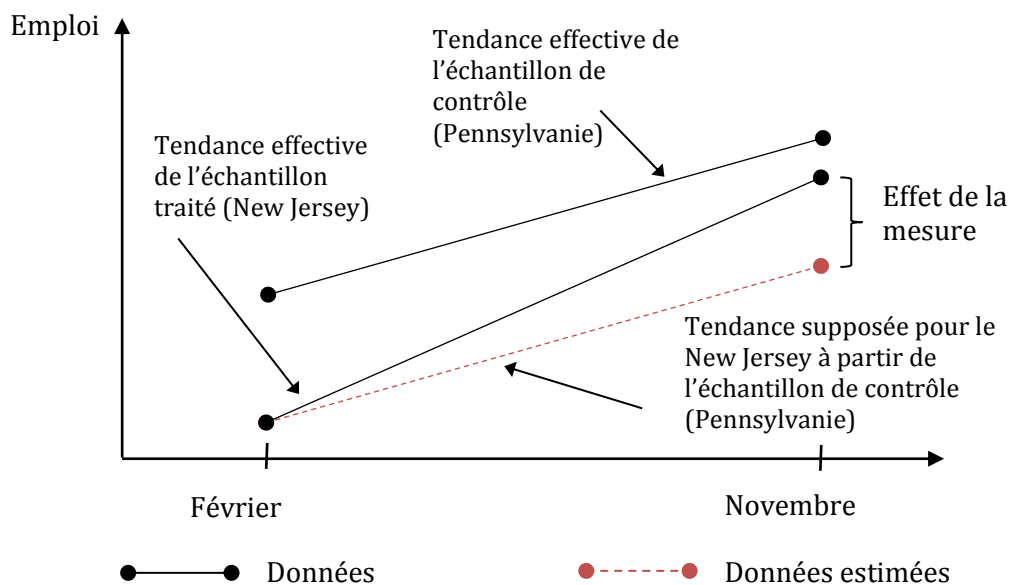 Emploi
Tendance effective de
l'échantillon de
contrôle
(Pennsylvanie)
Tendance effective
de l'échantillon
traité (New Jersey)
Effet de la
mesure
Tendance supposée pour le
New Jersey à partir de
l'échantillon de contrôle
(Pennsylvanie)
Février
Novembre
Données
Données estimées